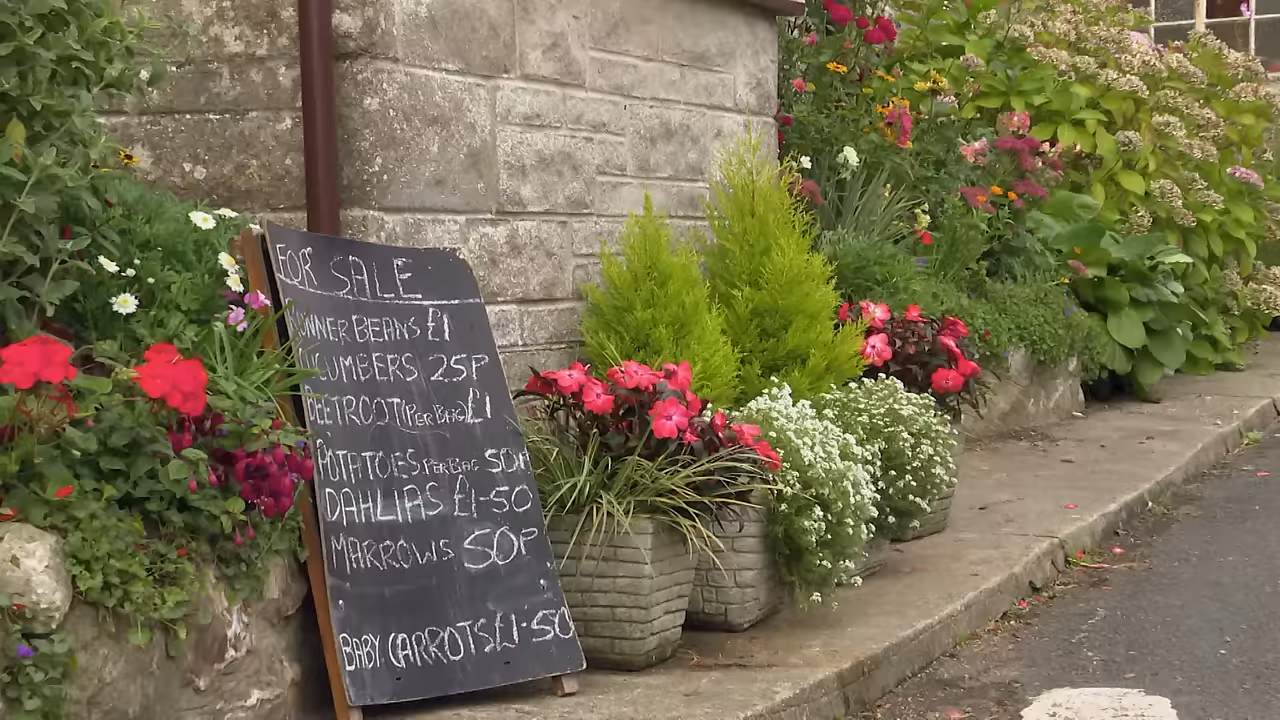 FOR SALE
RUNNER BEANS £1
CUCUMBERS 25P
BEETROOT (PER BAG) £1
POTATOES PER BAG 50P
DAHLIAS £1-50
MARROWS 50P
BABY CARROTS £1-50